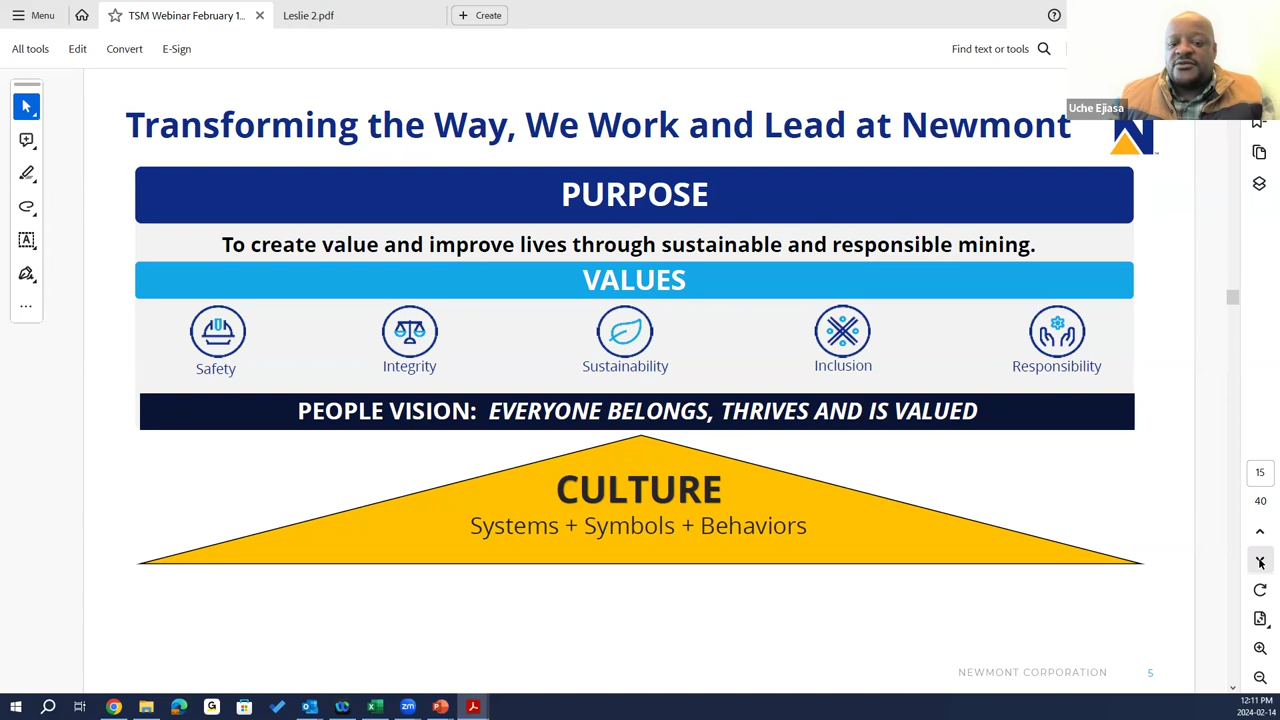 Menu
TSM Webinar February 1...
Leslie 2.pdf
Create
All tools
Edit
Convert
E-Sign
Find text or tools
Uche Ejiasa
Transforming the Way, We Work and Lead at Newmont
PURPOSE
To create value and improve lives through sustainable and responsible mining.
VALUES
Safety
Integrity
Sustainability
Inclusion
Responsibility
PEOPLE VISION: EVERYONE BELONGS, THRIVES AND IS VALUED
CULTURE
Systems + Symbols + Behaviors
15
40
NEWMONT CORPORATION 5
12:11 PM
2024-02-14